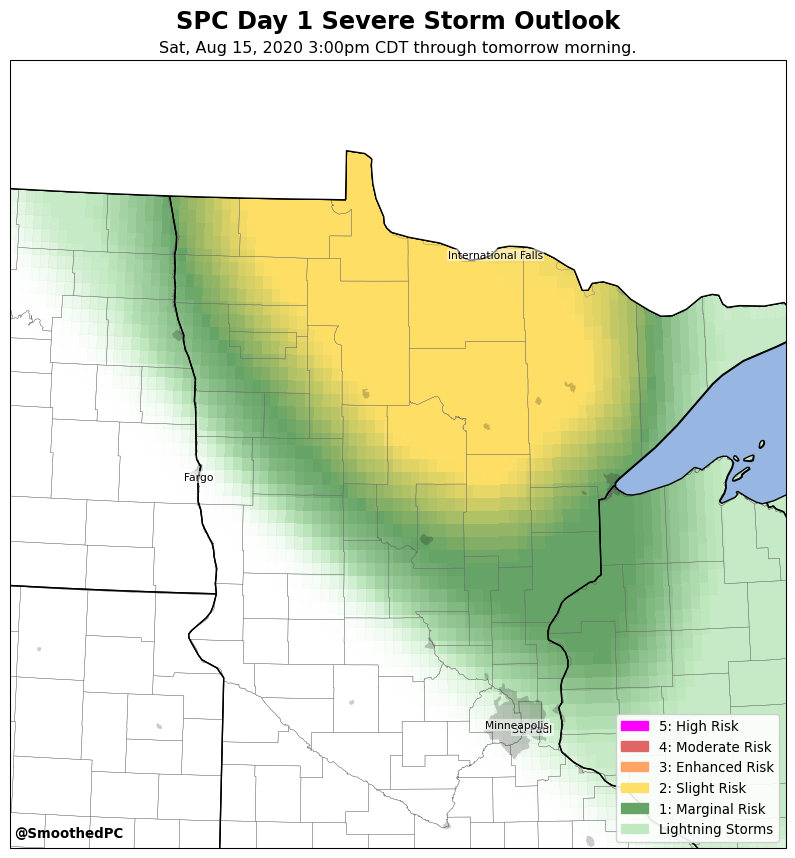 SPC Day 1 Severe Storm Outlook
Sat, Aug 15, 2020 3:00pm CDT through tomorrow morning.
International Falls
Fargo
Minneapolis
St. Paul
5: High Risk
4: Moderate Risk
3: Enhanced Risk
2: Slight Risk
1: Marginal Risk
Lightning Storms
@SmoothedPC